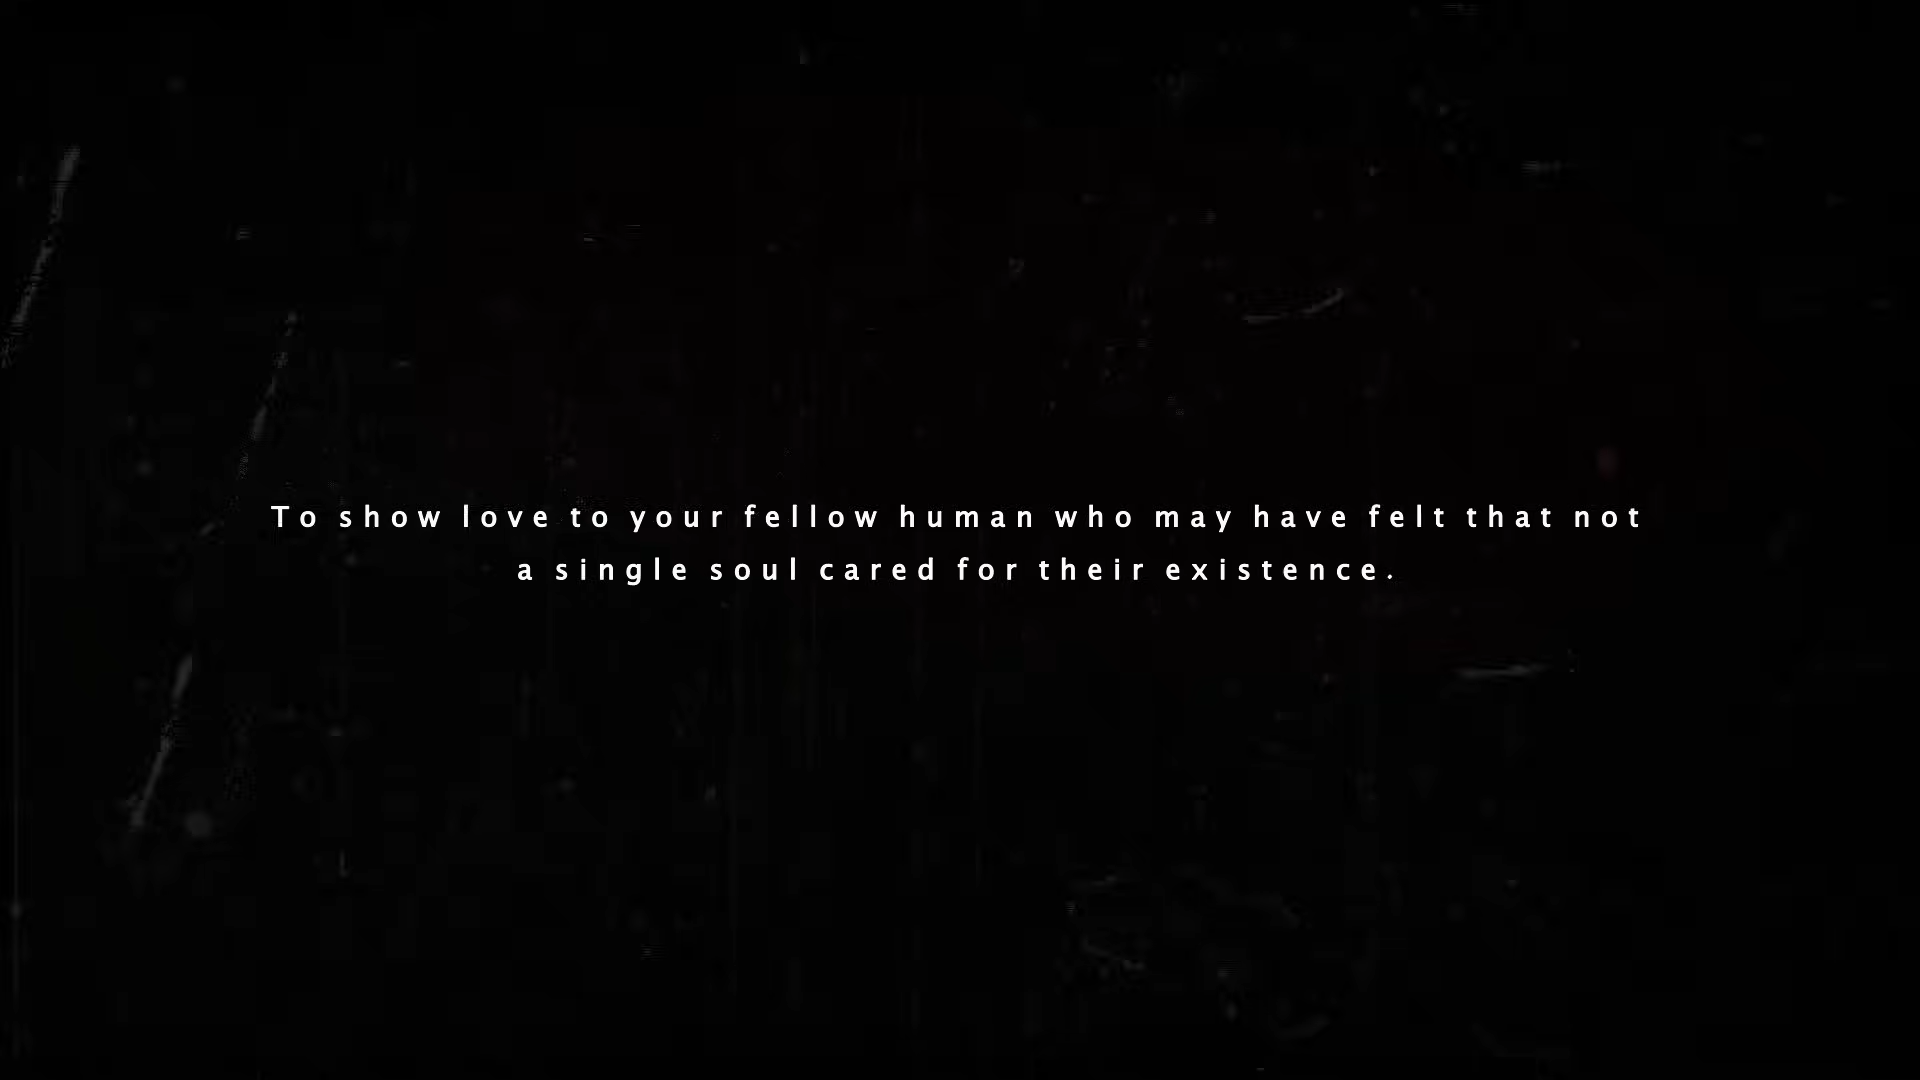 To show love to your fellow human who may have felt that not
a single soul cared for their existence.